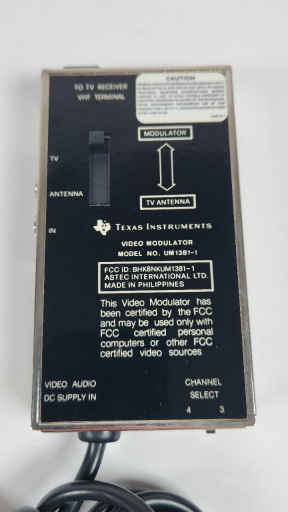 TO TV RECEIVER
VHF TERMINAL
CAUTION
MODULATOR
TV
ANTENNA
IN
TV ANTENNA
TEXAS INSTRUMENTS
VIDEO MODULATOR
MODEL NO. UM1381-1
FCC ID: BHKBNKUM1381-1
ASTEC INTERNATIONAL LTD.
MADE IN PHILIPPINES
This Video Modulator has
been certified by the FCC
and may be used only with
FCC certified personal
computers or other FCC
certified video sources
VIDEO AUDIO
DC SUPPLY IN
CHANNEL
SELECT
4 3